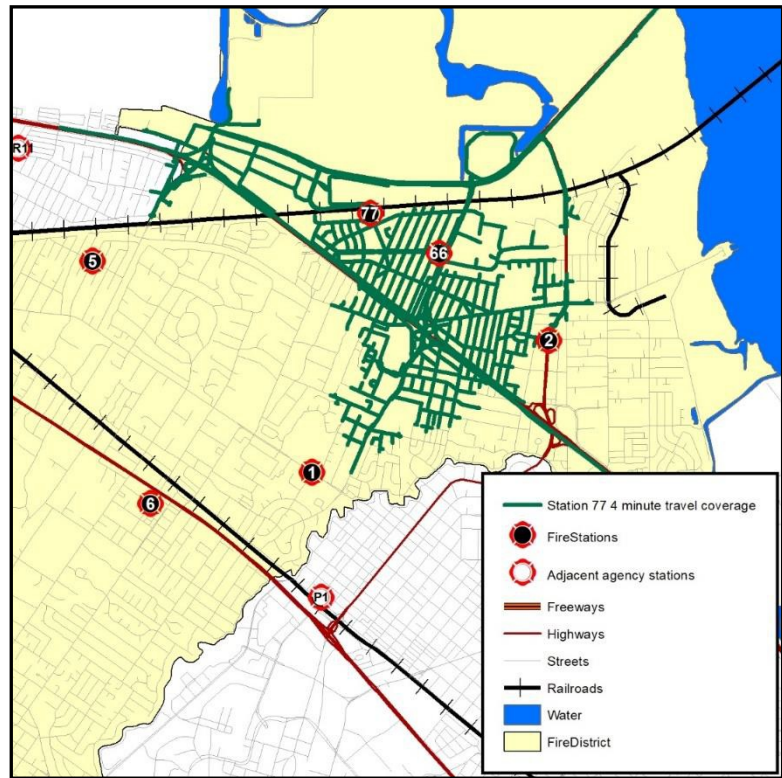 R11
77
5
66
2
1
6
P1
Station 77 4 minute travel coverage
FireStations
Adjacent agency stations
Freeways
Highways
Streets
Railroads
Water
FireDistrict